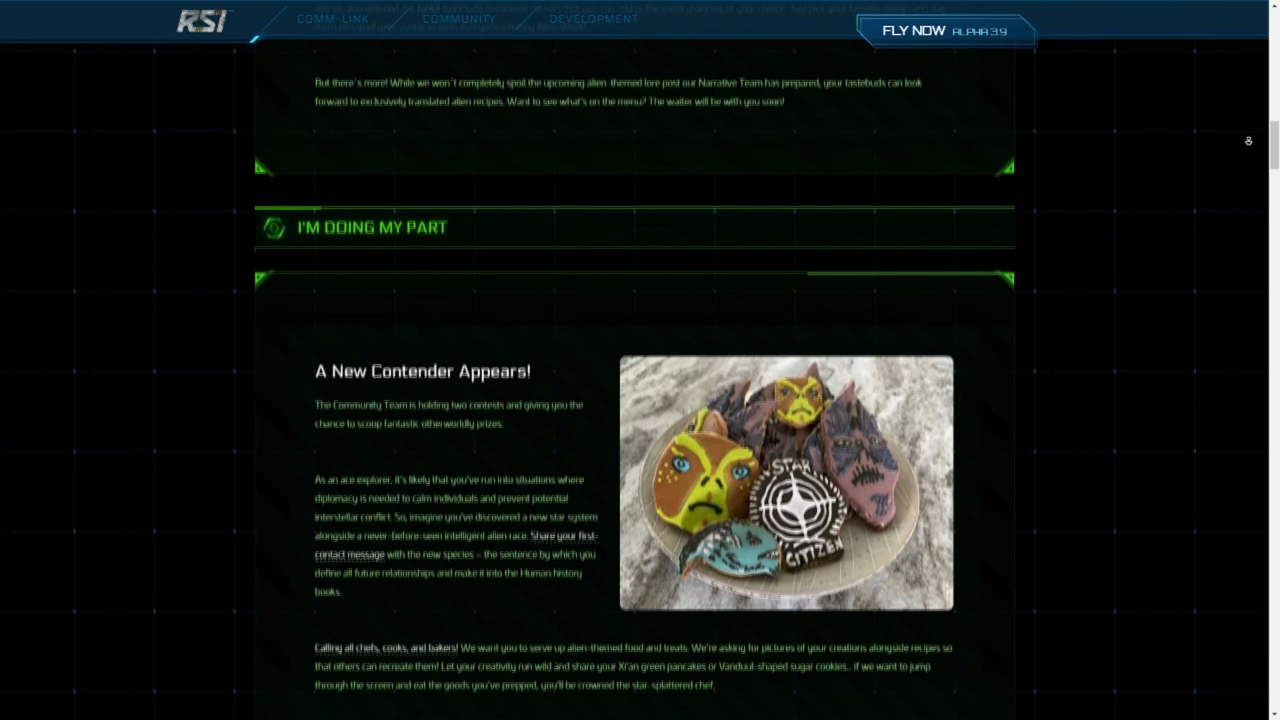 RSI COMM-LINK COMMUNITY DEVELOPMENT
FLY NOW ALPHA 3.9
But there's more! While we won't completely spoil the upcoming alien-themed lore post our Narrative Team has prepared, your tastebuds can look
forward to exclusively translated alien recipes. Want to see what's on the menu? The waiter will be with you soon!
I'M DOING MY PART
A New Contender Appears!
The Community Team is holding two contests and giving you the
chance to scoop fantastic otherworldly prizes.
As an ace explorer, it's likely that you've run into situations where
diplomacy is needed to calm individuals and prevent potential
interstellar conflict. So, imagine you've discovered a new star system
alongside a never-before-seen intelligent alien race. Share your first-
contact message with the new species – the sentence by which you
define all future relationships and make it into the Human history
books.
STAR
CITIZEN
Calling all chefs, cooks, and bakers! We want you to serve up alien-themed food and treats. We're asking for pictures of your creations alongside recipes so
that others can recreate them! Let your creativity run wild and share your Xi'an green pancakes or Vanduul-shaped sugar cookies... if we want to jump
through the screen and eat the goods you've prepped, you'll be crowned the star-splattered chef.